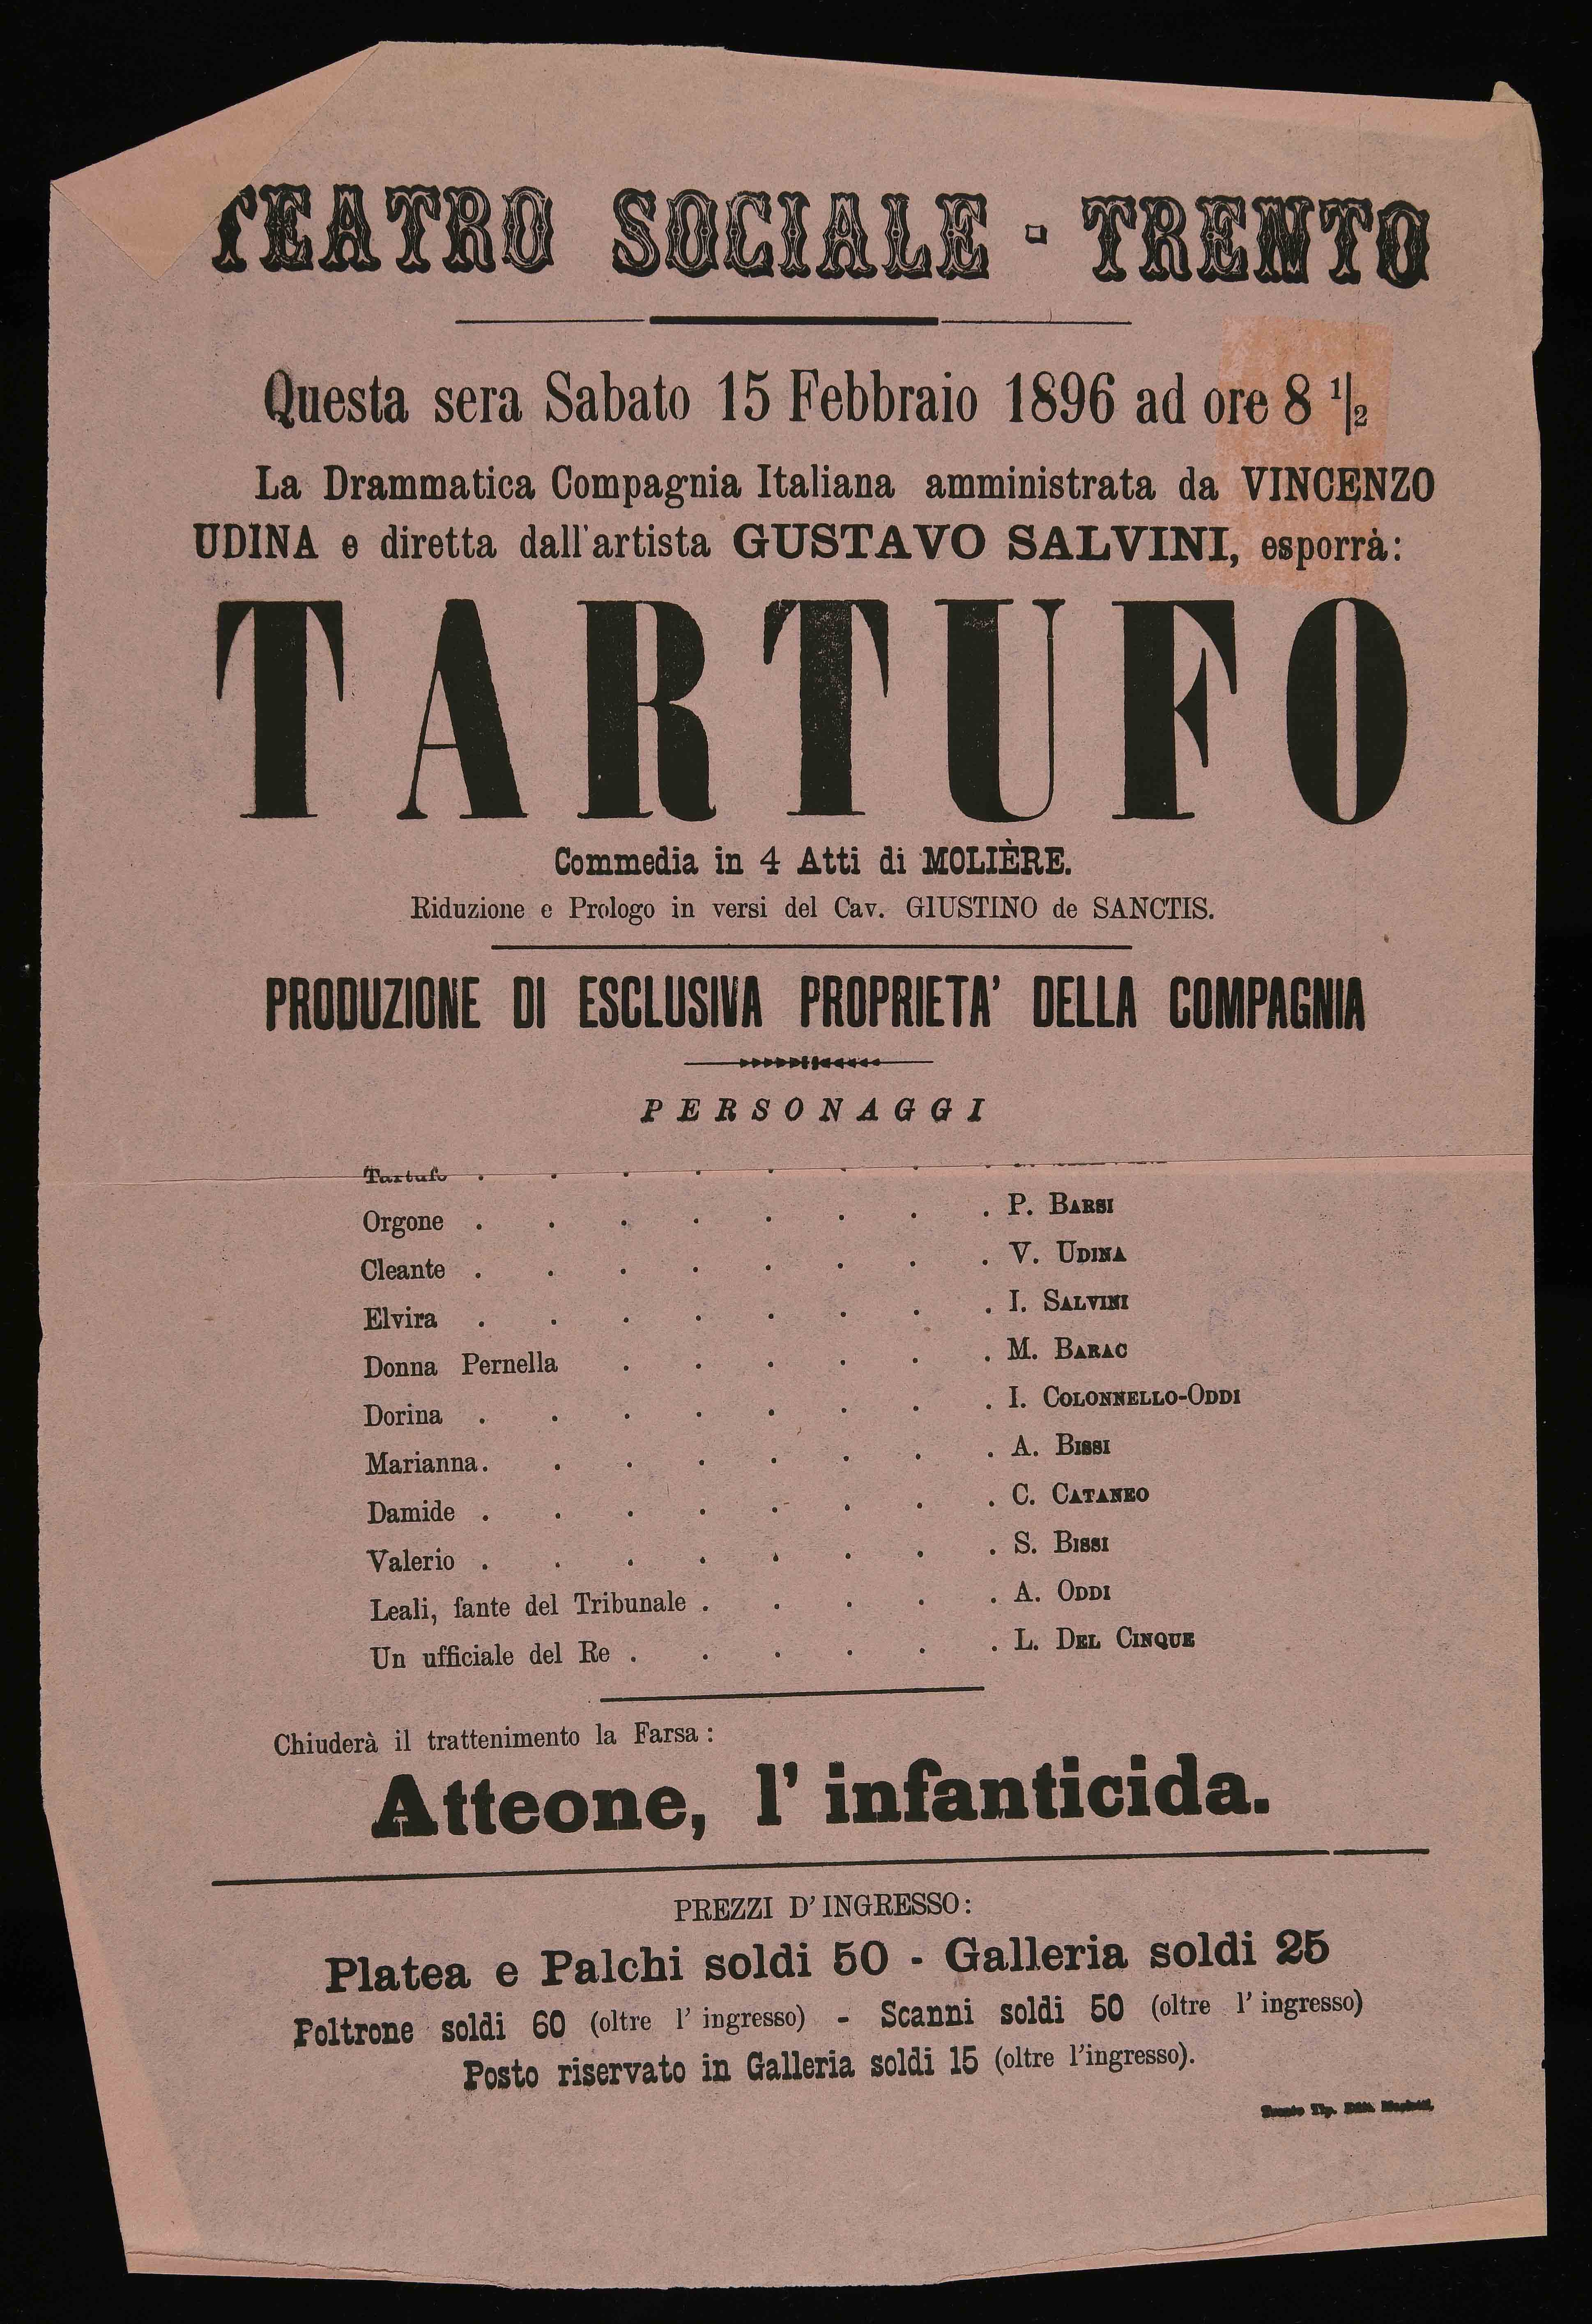 TEATRO SOCIALE - TRENTO
Questa sera Sabato 15 Febbraio 1896 ad ore 8 1/2
La Drammatica Compagnia Italiana amministrata da VINCENZO
UDINA e diretta dall'artista GUSTAVO SALVINI, esporrà:
TARTUFO
Commedia in 4 Atti di MOLIÈRE.
Riduzione e Prologo in versi del Cav. GIUSTINO de SANCTIS.
PRODUZIONE DI ESCLUSIVA PROPRIETA' DELLA COMPAGNIA
PERSONAGGI
Tartufo . . . . . . . .
Orgone . . . . . . . . P. BARSI
Cleante . . . . . . . . V. UDINA
Elvira . . . . . . . . I. SALVINI
Donna Pernella . . . . . . M. BARAC
Dorina . . . . . . . . I. COLONNELLO-ODDI
Marianna. . . . . . . . A. BISSI
Damide . . . . . . . . C. CATANEO
Valerio . . . . . . . . S. BISSI
Leali, fante del Tribunale . . . . . A. ODDI
Un ufficiale del Re . . . . . . L. DEL CINQUE
Chiuderà il trattenimento la Farsa:
Atteone, l' infanticida.
PREZZI D' INGRESSO:
Platea e Palchi soldi 50 - Galleria soldi 25
Poltrone soldi 60 (oltre l' ingresso) - Scanni soldi 50 (oltre l' ingresso)
Posto riservato in Galleria soldi 15 (oltre l'ingresso).
Trento Tip. Edit.